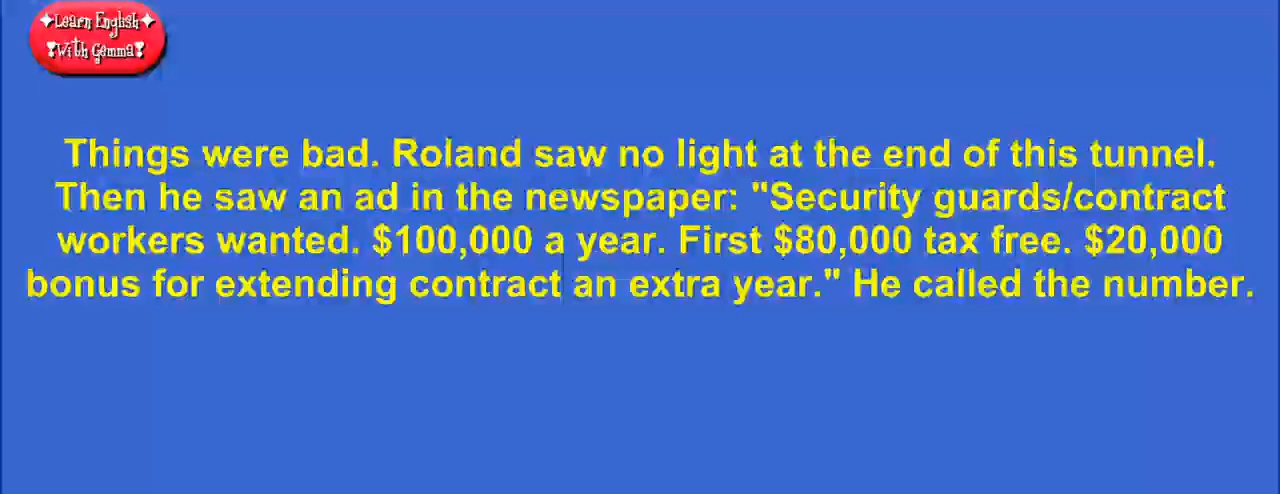 ✦Learn English✦
❣With Gemma❣
Things were bad. Roland saw no light at the end of this tunnel.
Then he saw an ad in the newspaper: "Security guards/contract
workers wanted. $100,000 a year. First $80,000 tax free. $20,000
bonus for extending contract an extra year." He called the number.